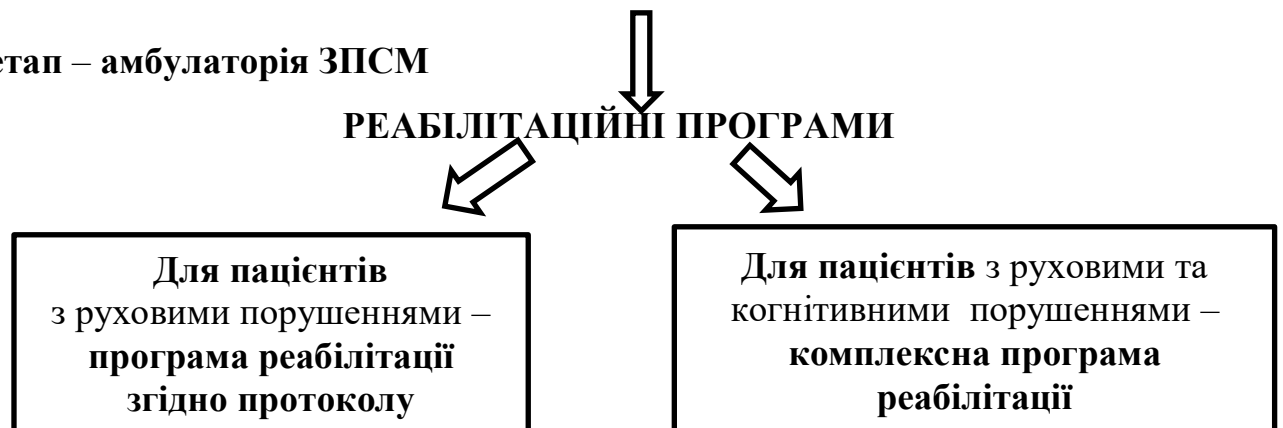 етап – амбулаторія ЗПСМ
РЕАБІЛІТАЦІЙНІ ПРОГРАМИ
Для пацієнтів
з руховими порушеннями –
програма реабілітації
згідно протоколу
Для пацієнтів з руховими та
когнітивними порушеннями –
комплексна програма
реабілітації